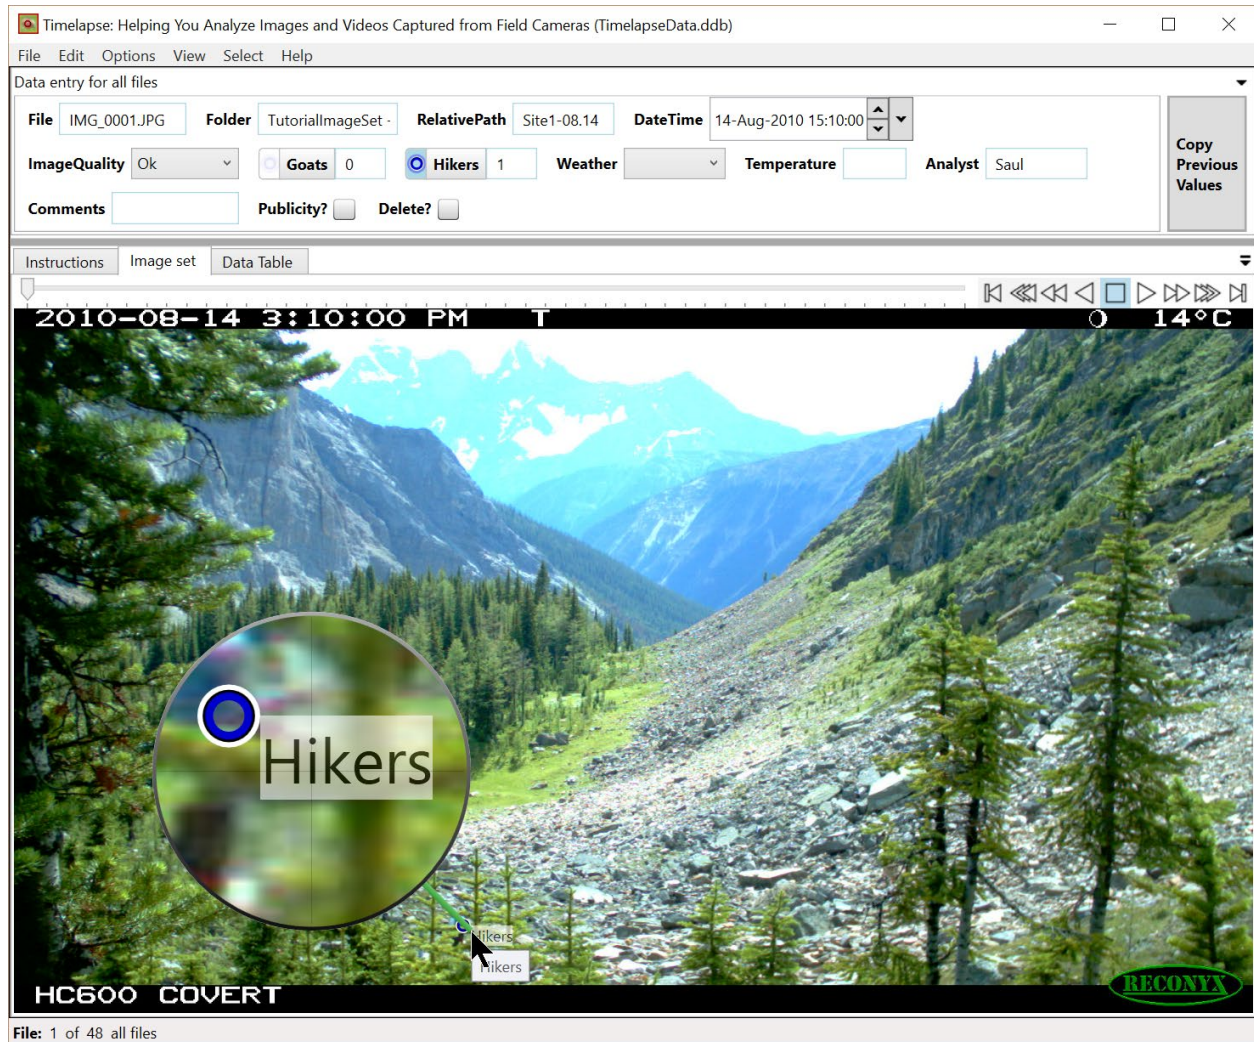 Timelapse: Helping You Analyze Images and Videos Captured from Field Cameras (TimelapseData.ddb)
File Edit Options View Select Help
Data entry for all files
File IMG_0001.JPG Folder TutorialImageSet - RelativePath Site1-08.14 DateTime 14-Aug-2010 15:10:00
ImageQuality Ok Goats 0 Hikers 1 Weather Temperature Analyst Saul
Comments Publicity? Delete?
Copy
Previous
Values
Instructions Image set Data Table
2010-08-14 3:10:00 PM T 14°C
Hikers
Hikers
Hikers
HC600 COVERT
RECONYX
File: 1 of 48 all files